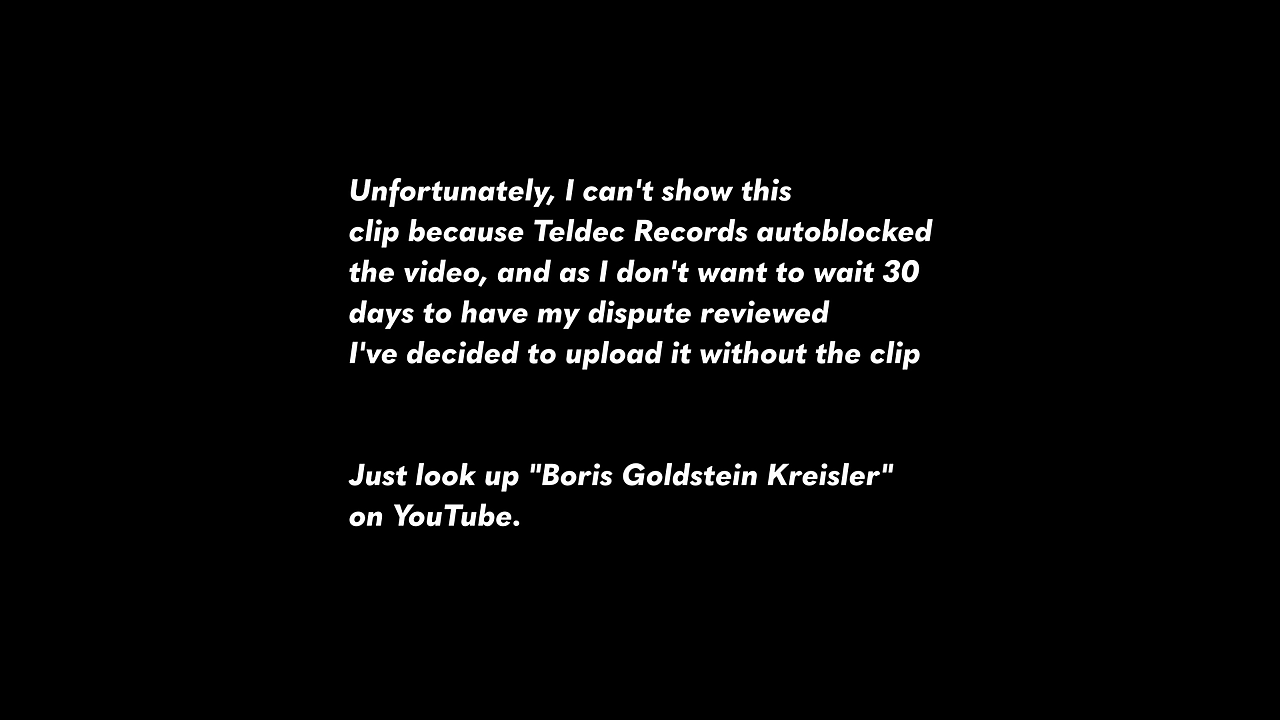 Unfortunately, I can't show this
clip because Teldec Records autoblocked
the video, and as I don't want to wait 30
days to have my dispute reviewed
I've decided to upload it without the clip
Just look up "Boris Goldstein Kreisler"
on YouTube.